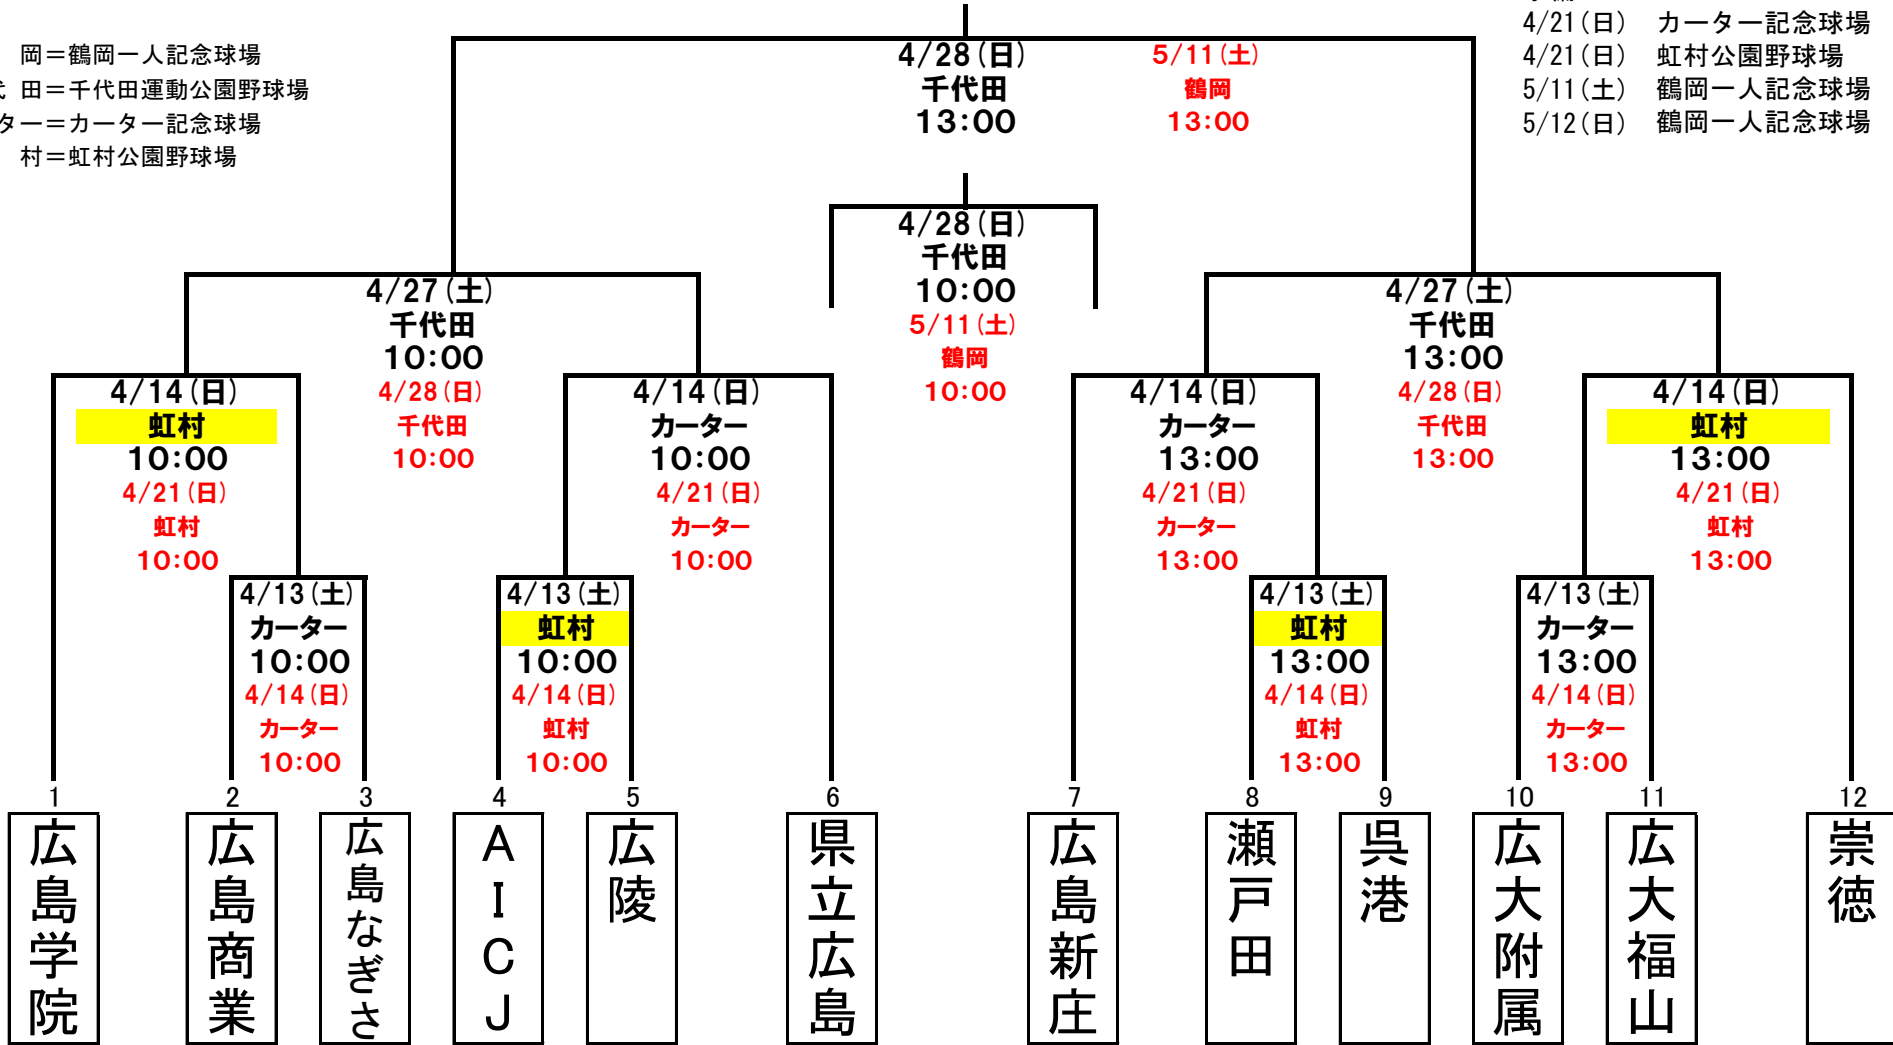 岡＝鶴岡一人記念球場
田＝千代田運動公園野球場
ター＝カーター記念球場
村＝虹村公園野球場
4/21(日) カーター記念球場
4/21(日) 虹村公園野球場
5/11(土) 鶴岡一人記念球場
5/12(日) 鶴岡一人記念球場
4/28(日)
千代田
13:00
5/11(土)
鶴岡
13:00
4/28(日)
千代田
10:00
5/11(土)
鶴岡
10:00
4/27(土)
千代田
10:00
4/28(日)
千代田
10:00
4/27(土)
千代田
13:00
4/28(日)
千代田
13:00
4/14(日)
虹村
10:00
4/21(日)
虹村
10:00
4/14(日)
カーター
10:00
4/21(日)
カーター
10:00
4/14(日)
カーター
13:00
4/21(日)
カーター
13:00
4/14(日)
虹村
13:00
4/21(日)
虹村
13:00
4/13(土)
カーター
10:00
4/14(日)
カーター
10:00
4/13(土)
虹村
10:00
4/14(日)
虹村
10:00
4/13(土)
虹村
13:00
4/14(日)
虹村
13:00
4/13(土)
カーター
13:00
4/14(日)
カーター
13:00
1
広島学院
2
広島商業
3
広島なぎさ
4
AICJ
5
広陵
6
県立広島
7
広島新庄
8
瀬戸田
9
呉港
10
広大附属
11
広大福山
12
崇徳